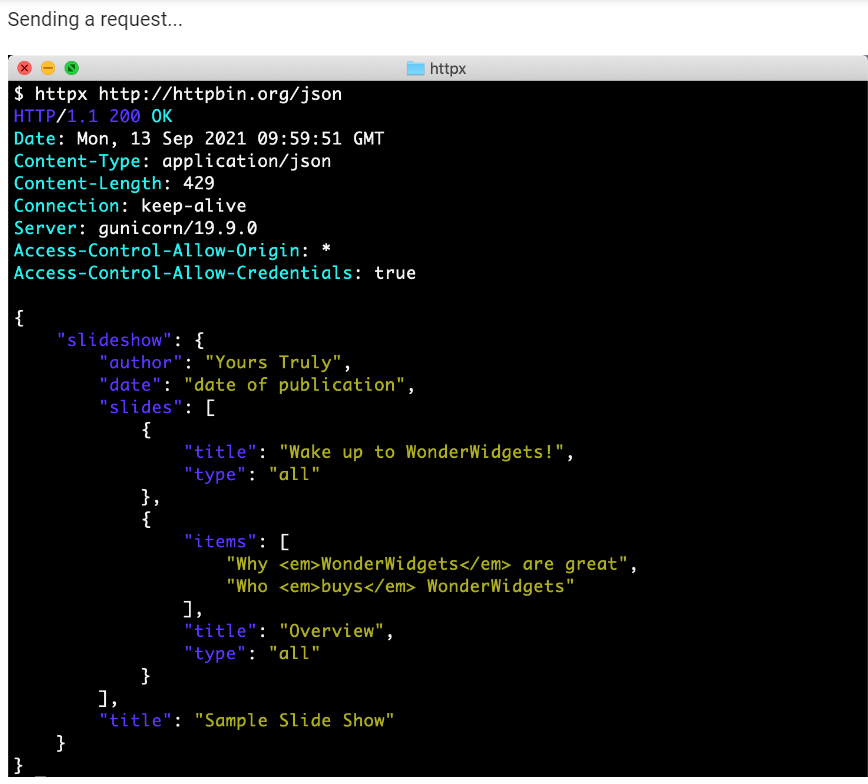 Sending a request...
httpx
$ httpx http://httpbin.org/json
HTTP/1.1 200 OK
Date: Mon, 13 Sep 2021 09:59:51 GMT
Content-Type: application/json
Content-Length: 429
Connection: keep-alive
Server: gunicorn/19.9.0
Access-Control-Allow-Origin: *
Access-Control-Allow-Credentials: true

{
    "slideshow": {
        "author": "Yours Truly",
        "date": "date of publication",
        "slides": [
            {
                "title": "Wake up to WonderWidgets!",
                "type": "all"
            },
            {
                "items": [
                    "Why <em>WonderWidgets</em> are great",
                    "Who <em>buys</em> WonderWidgets"
                ],
                "title": "Overview",
                "type": "all"
            }
        ],
        "title": "Sample Slide Show"
    }
}